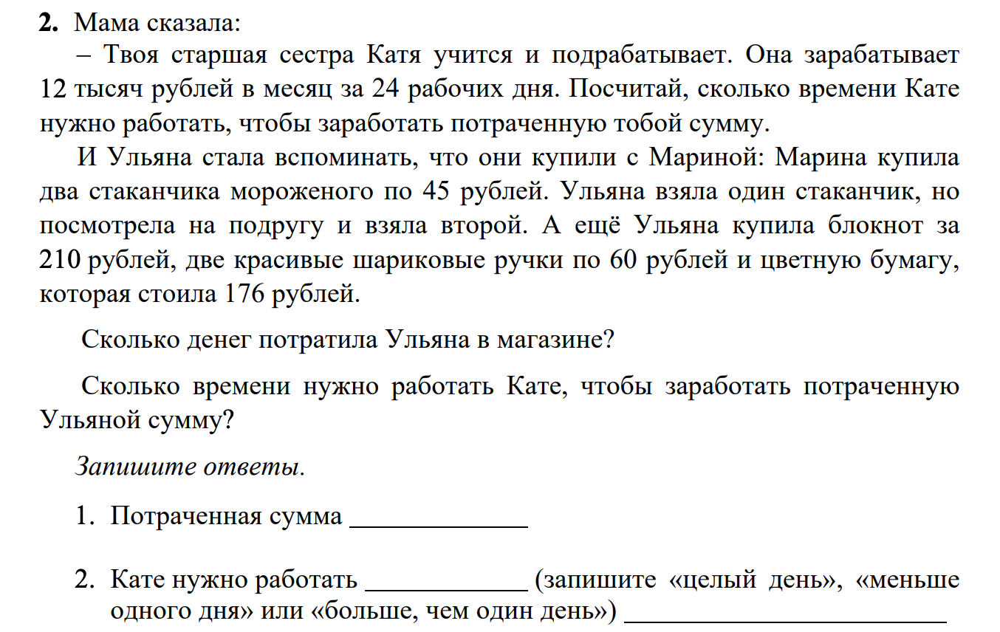 2. Мама сказала:
– Твоя старшая сестра Катя учится и подрабатывает. Она зарабатывает
12 тысяч рублей в месяц за 24 рабочих дня. Посчитай, сколько времени Кате
нужно работать, чтобы заработать потраченную тобой сумму.
И Ульяна стала вспоминать, что они купили с Мариной: Марина купила
два стаканчика мороженого по 45 рублей. Ульяна взяла один стаканчик, но
посмотрела на подругу и взяла второй. А ещё Ульяна купила блокнот за
210 рублей, две красивые шариковые ручки по 60 рублей и цветную бумагу,
которая стоила 176 рублей.
Сколько денег потратила Ульяна в магазине?
Сколько времени нужно работать Кате, чтобы заработать потраченную
Ульяной сумму?
Запишите ответы.
1. Потраченная сумма ____________
2. Кате нужно работать ___________ (запишите «целый день», «меньше
одного дня» или «больше, чем один день») ______________________